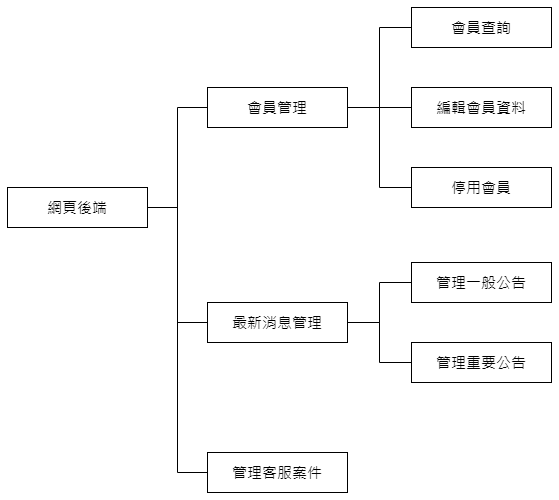 會員查詢
會員管理
編輯會員資料
停用會員
網頁後端
管理一般公告
最新消息管理
管理重要公告
管理客服案件